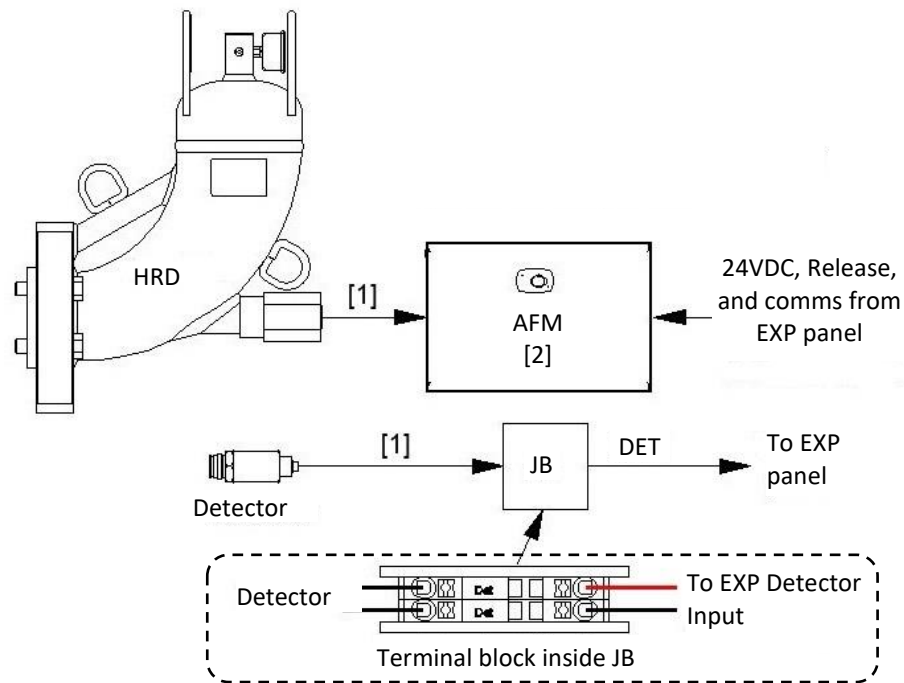 HRD
[1]
AFM
[2]
24VDC, Release,
and comms from
EXP panel
Detector
[1]
JB
DET
To EXP
panel
Detector
Det
Det
To EXP Detector
Input
Terminal block inside JB